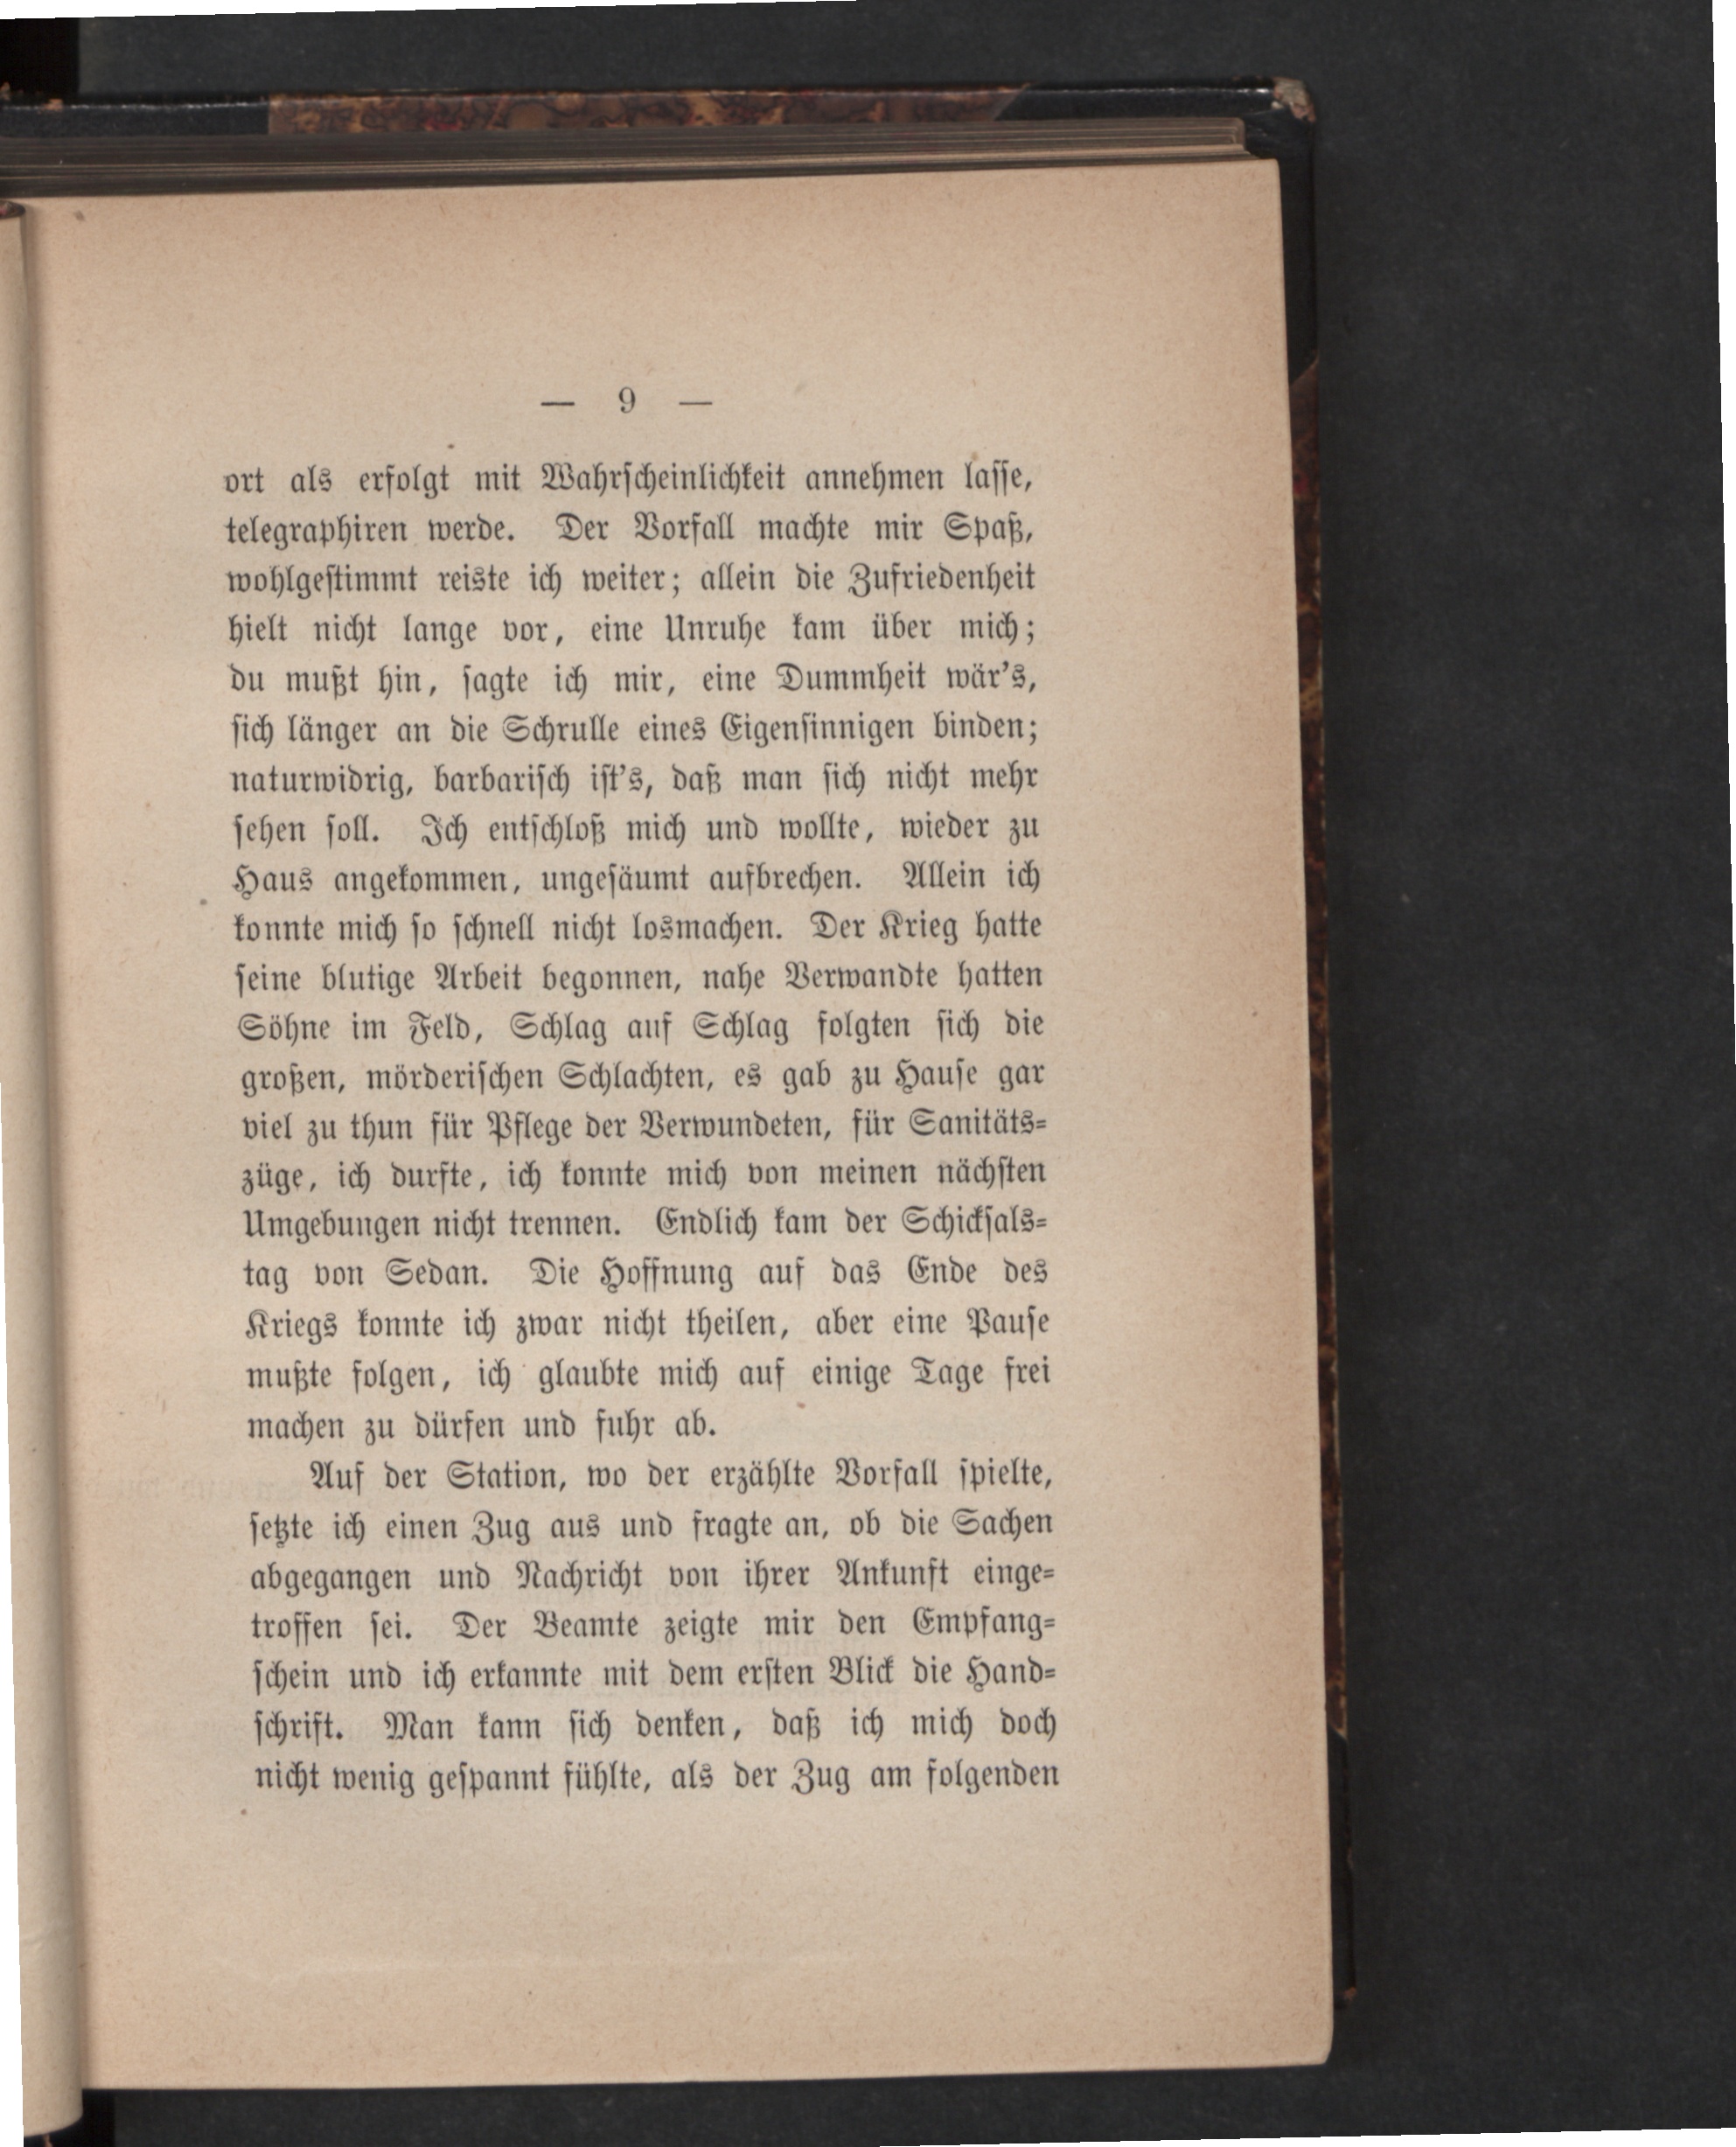 — 9 —
ort als erfolgt mit Wahrscheinlichkeit annehmen lasse,
telegraphiren werde. Der Vorfall machte mir Spaß,
wohlgestimmt reiste ich weiter; allein die Zufriedenheit
hielt nicht lange vor, eine Unruhe kam über mich;
du mußt hin, sagte ich mir, eine Dummheit wär's,
sich länger an die Schrulle eines Eigensinnigen binden;
naturwidrig, barbarisch ist's, daß man sich nicht mehr
sehen soll. Ich entschloß mich und wollte, wieder zu
Haus angekommen, ungesäumt aufbrechen. Allein ich
konnte mich so schnell nicht losmachen. Der Krieg hatte
seine blutige Arbeit begonnen, nahe Verwandte hatten
Söhne im Feld, Schlag auf Schlag folgten sich die
großen, mörderischen Schlachten, es gab zu Hause gar
viel zu thun für Pflege der Verwundeten, für Sanitäts-
züge, ich durfte, ich konnte mich von meinen nächsten
Umgebungen nicht trennen. Endlich kam der Schicksals-
tag von Sedan. Die Hoffnung auf das Ende des
Kriegs konnte ich zwar nicht theilen, aber eine Pause
mußte folgen, ich glaubte mich auf einige Tage frei
machen zu dürfen und fuhr ab.
Auf der Station, wo der erzählte Vorfall spielte,
setzte ich einen Zug aus und fragte an, ob die Sachen
abgegangen und Nachricht von ihrer Ankunft einge-
troffen sei. Der Beamte zeigte mir den Empfang-
schein und ich erkannte mit dem ersten Blick die Hand-
schrift. Man kann sich denken, daß ich mich doch
nicht wenig gespannt fühlte, als der Zug am folgenden